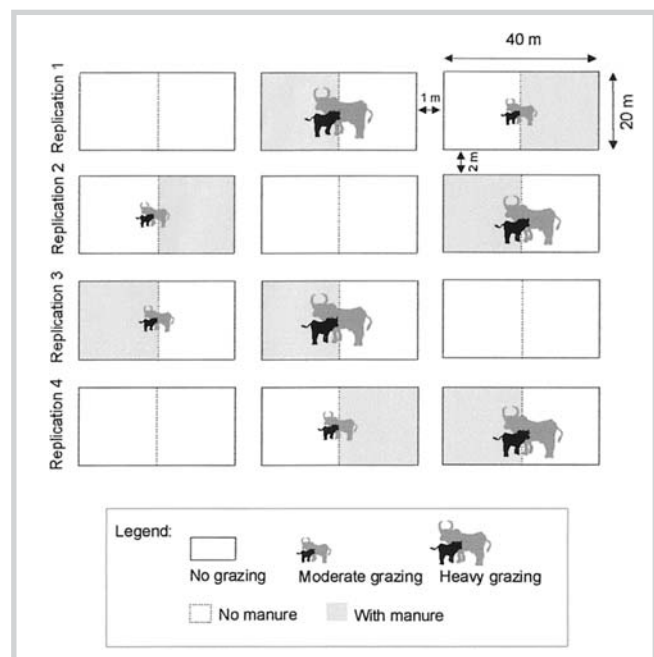 40 m
Replication 1
1 m
20 m
2 m
Replication 2
Replication 3
Replication 4
Legend:
No grazing Moderate grazing Heavy grazing
No manure With manure